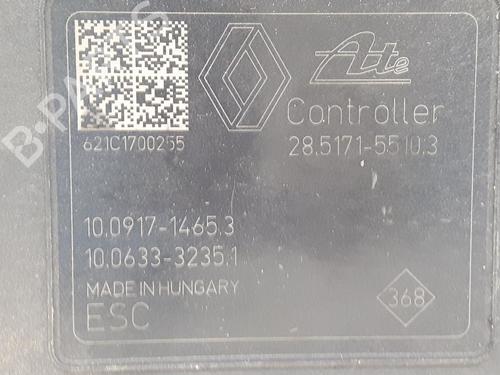 Ate
Controller
621C1700255
28.5171-5510.3
10.0917-1465.3
10.0633-3235.1
MADE IN HUNGARY
368
ESC
B-PARTS